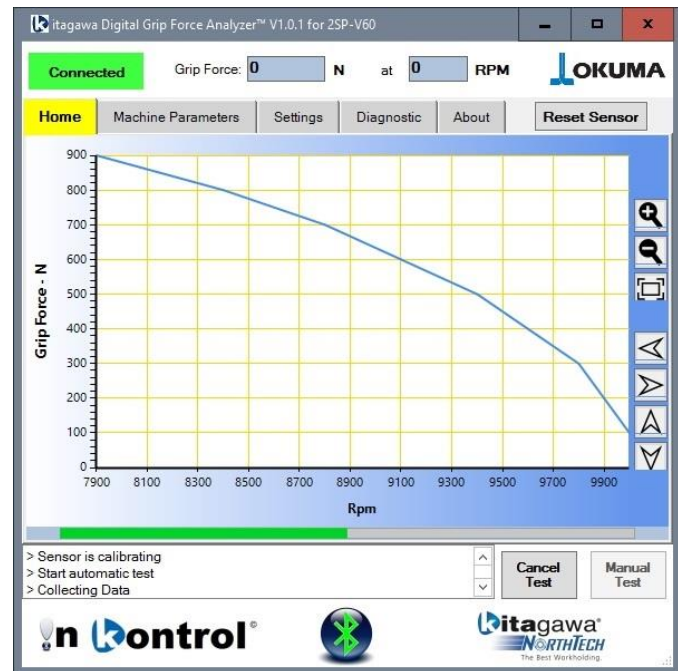 itagawa Digital Grip Force Analyzer™ V1.0.1 for 2SP-V60
Connected Grip Force: 0 N at 0 RPM OKUMA
Home Machine Parameters Settings Diagnostic About Reset Sensor
900
800
700
600
500
400
300
200
100
0
Grip Force - N
7900 8100 8300 8500 8700 8900 9100 9300 9500 9700 9900
Rpm
> Sensor is calibrating
> Start automatic test
> Collecting Data
Cancel Test
Manual Test
in kontrol®
kitagawa®
NORTHTECH
The Best Workholding.